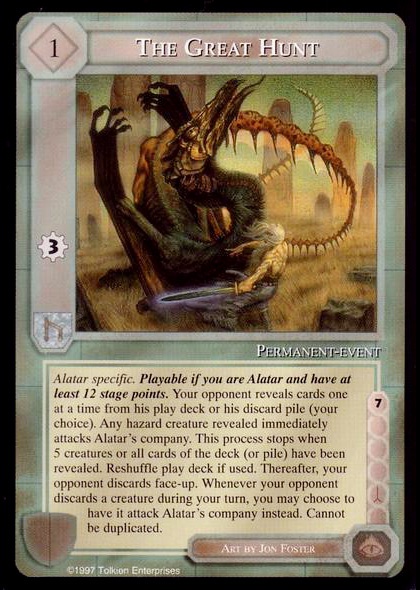 1
THE GREAT HUNT
3
PERMANENT-EVENT
Alatar specific. Playable if you are Alatar and have at
least 12 stage points. Your opponent reveals cards one
at a time from his play deck or his discard pile (your
choice). Any hazard creature revealed immediately
attacks Alatar's company. This process stops when
5 creatures or all cards of the deck (or pile) have been
revealed. Reshuffle play deck if used. Thereafter, your
opponent discards face-up. Whenever your opponent
discards a creature during your turn, you may choose to
have it attack Alatar's company instead. Cannot
be duplicated.
7
ART BY JON FOSTER
©1997 Tolkien Enterprises